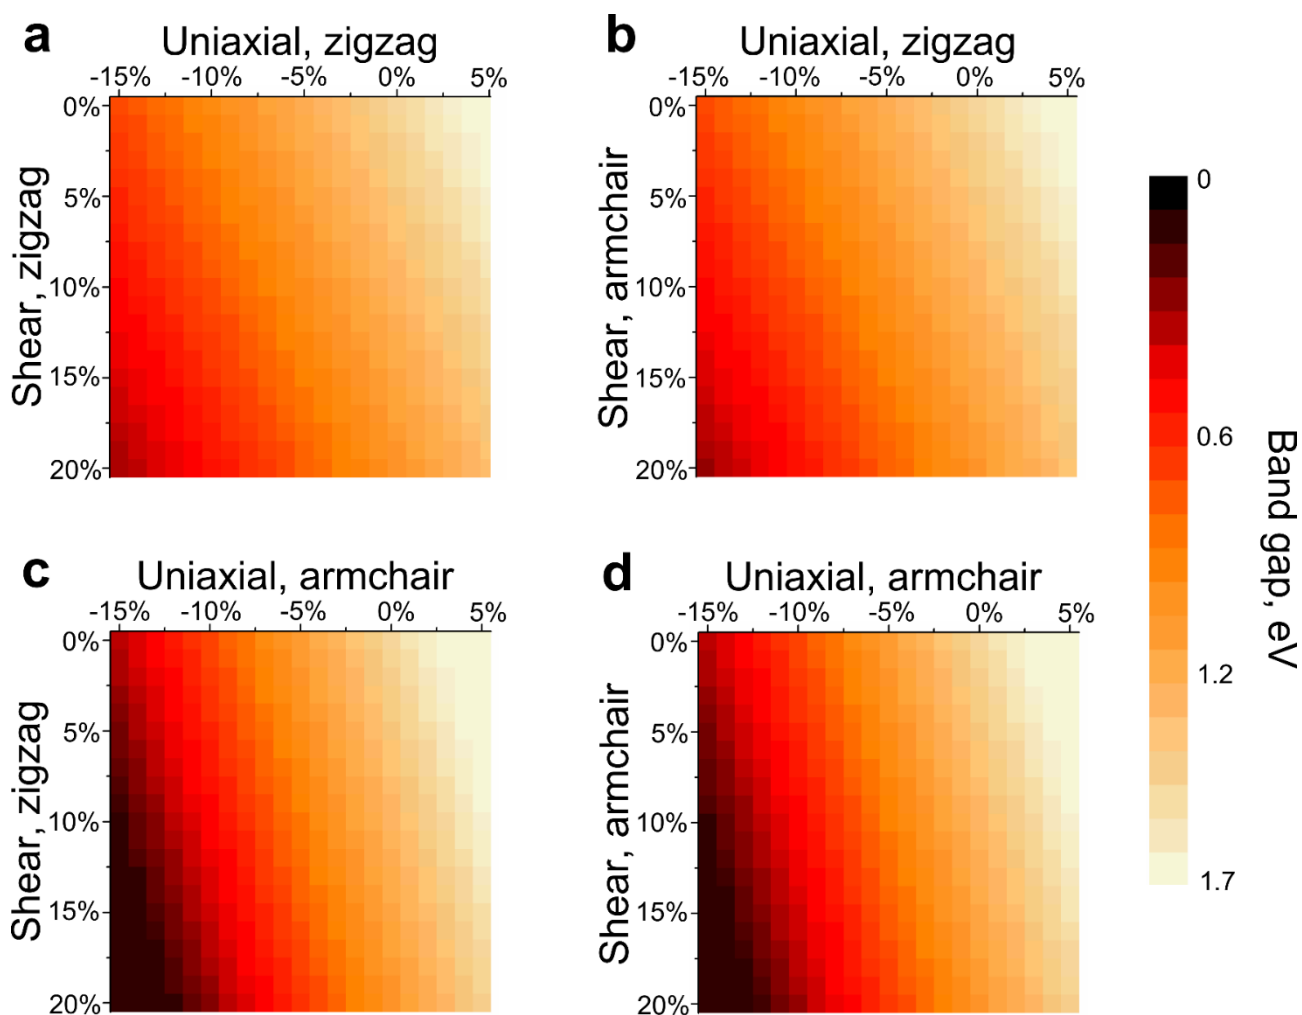 a
Uniaxial, zigzag
-15% -10% -5% 0% 5%
Shear, zigzag
0%
5%
10%
15%
20%
b
Uniaxial, zigzag
-15% -10% -5% 0% 5%
Shear, armchair
0%
5%
10%
15%
20%
c
Uniaxial, armchair
-15% -10% -5% 0% 5%
Shear, zigzag
0%
5%
10%
15%
20%
d
Uniaxial, armchair
-15% -10% -5% 0% 5%
Shear, armchair
0%
5%
10%
15%
20%
0
0.6
1.2
1.7
Band gap, eV